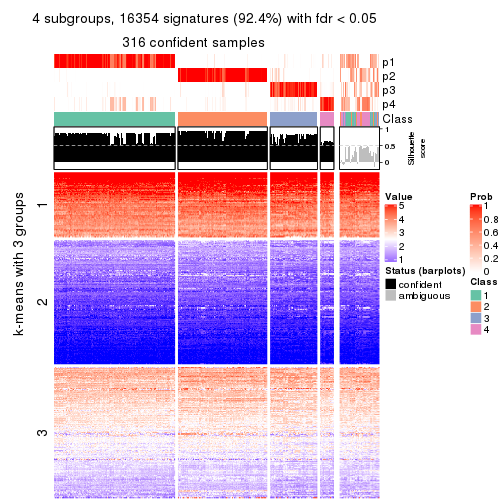 4 subgroups, 16354 signatures (92.4%) with fdr < 0.05
316 confident samples
p1
p2
p3
p4
Class
1
0.5
0
Silhouette
score
k-means with 3 groups
1
2
3
Value
5
4
3
2
1
Status (barplots)
confident
ambiguous
Prob
1
0.8
0.6
0.4
0.2
0
Class
1
2
3
4